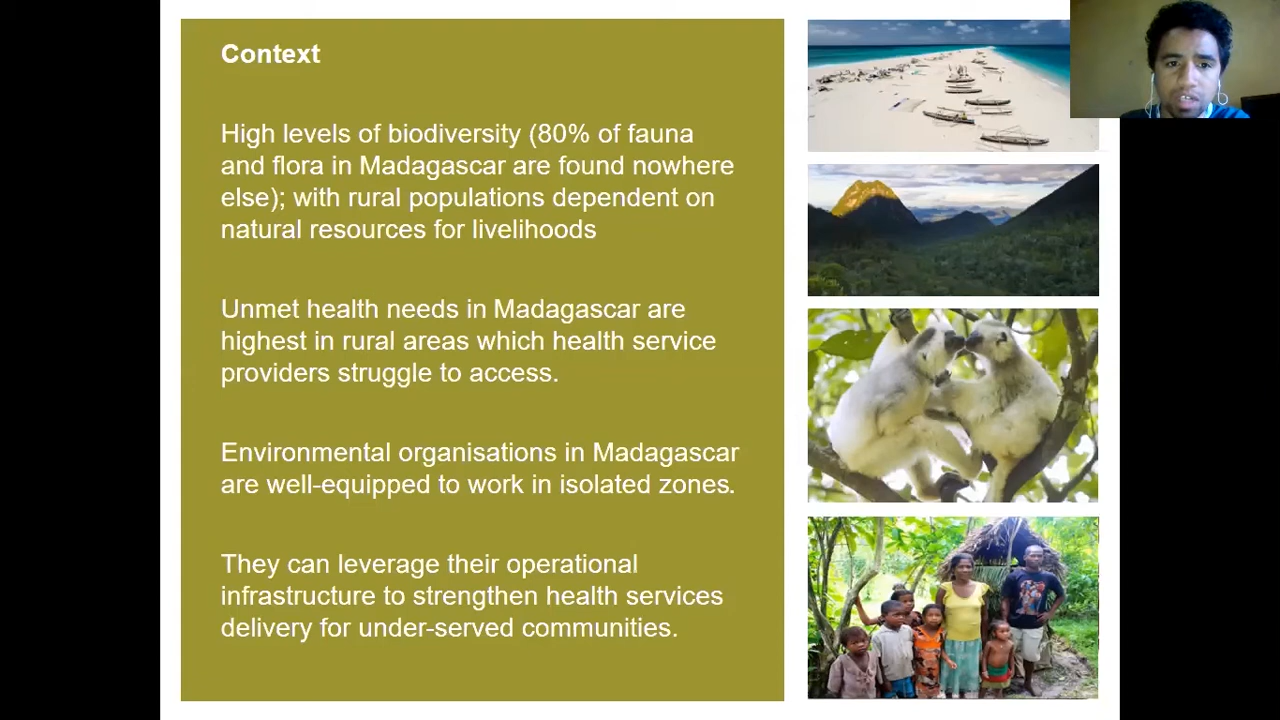 Context
High levels of biodiversity (80% of fauna
and flora in Madagascar are found nowhere
else); with rural populations dependent on
natural resources for livelihoods
Unmet health needs in Madagascar are
highest in rural areas which health service
providers struggle to access.
Environmental organisations in Madagascar
are well-equipped to work in isolated zones.
They can leverage their operational
infrastructure to strengthen health services
delivery for under-served communities.